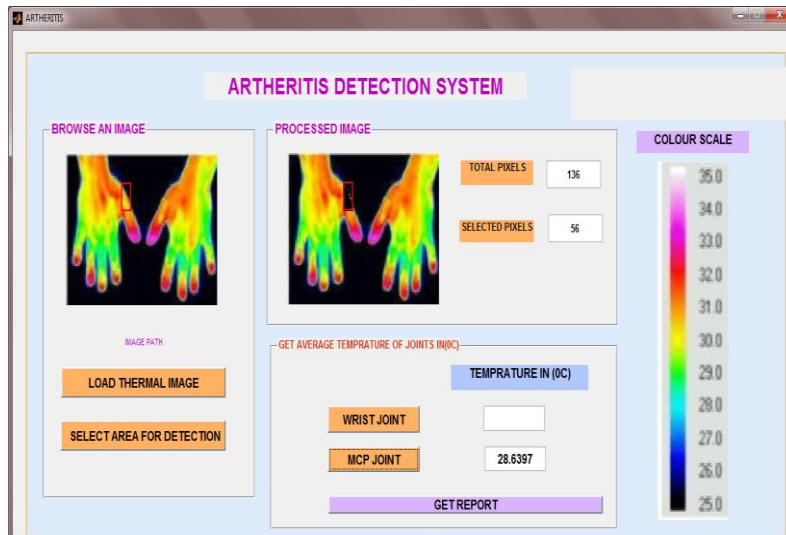 ARTHERITIS
ARTHERITIS DETECTION SYSTEM
BROWSE AN IMAGE
IMAGE PATH
LOAD THERMAL IMAGE
SELECT AREA FOR DETECTION
PROCESSED IMAGE
TOTAL PIXELS
136
SELECTED PIXELS
56
GET AVERAGE TEMPRATURE OF JOINTS IN(0C)
TEMPRATURE IN (0C)
WRIST JOINT
MCP JOINT
28.6397
GET REPORT
COLOUR SCALE
35.0
34.0
33.0
32.0
31.0
30.0
29.0
28.0
27.0
26.0
25.0